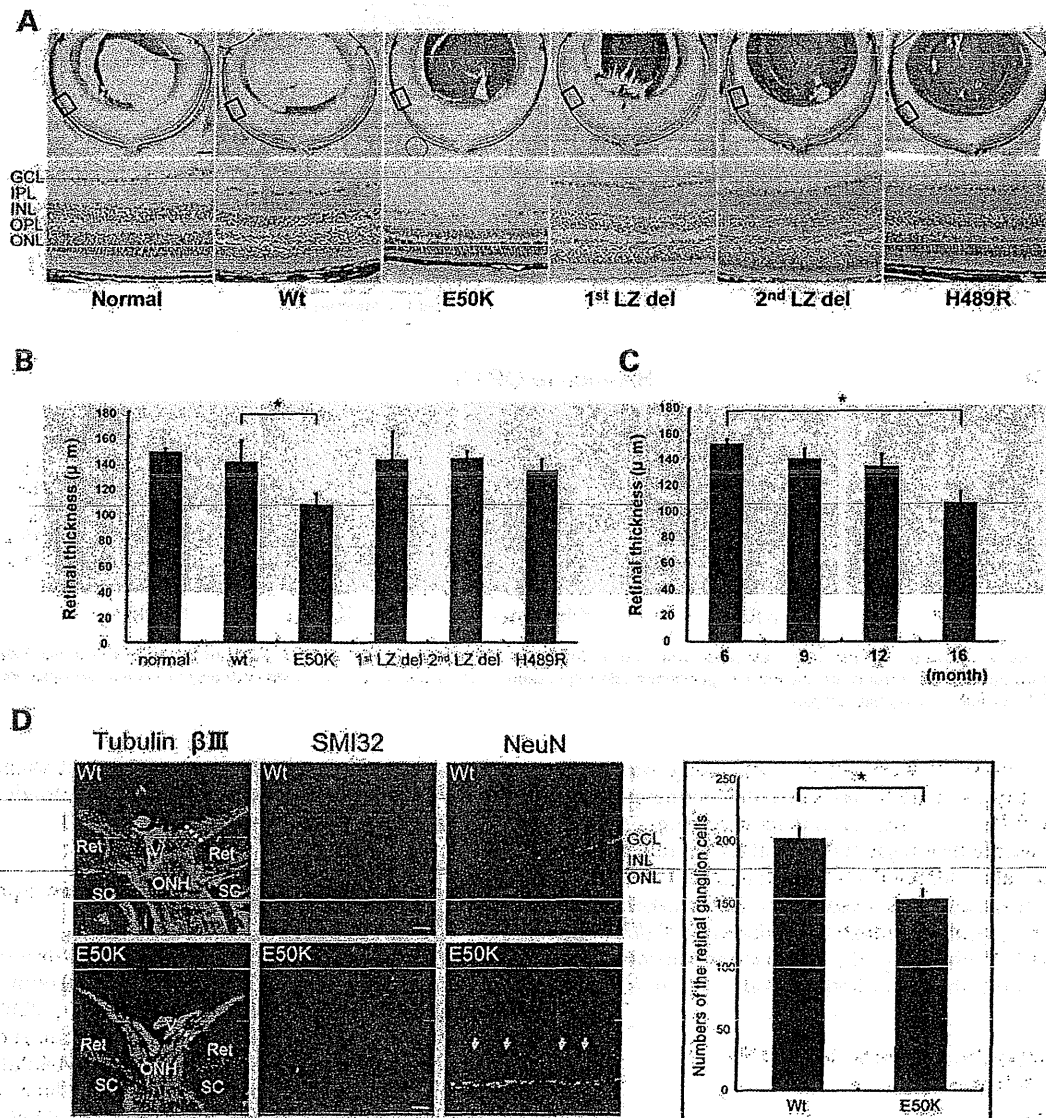 A
GCL
IPL
INL
OPL
ONL
Normal Wt E50K 1st LZ del 2nd LZ del H489R
B
*
Retinal thickness (μ m)
180
160
140
120
100
80
60
40
20
0
normal wt E50K 1st LZ del 2nd LZ del H489R
C
*
Retinal thickness (μ m)
180
160
140
120
100
80
60
40
20
0
6 9 12 16
(month)
D
Tubulin βIII SMI32 NeuN
Wt Wt Wt
Ret Ret
SC ONH SC
V
GCL
INL
ONL
E50K E50K E50K
V
Ret Ret
ONH
SC SC
*
Numbers of the retinal ganglion cells
250
200
150
100
50
0
Wt E50K